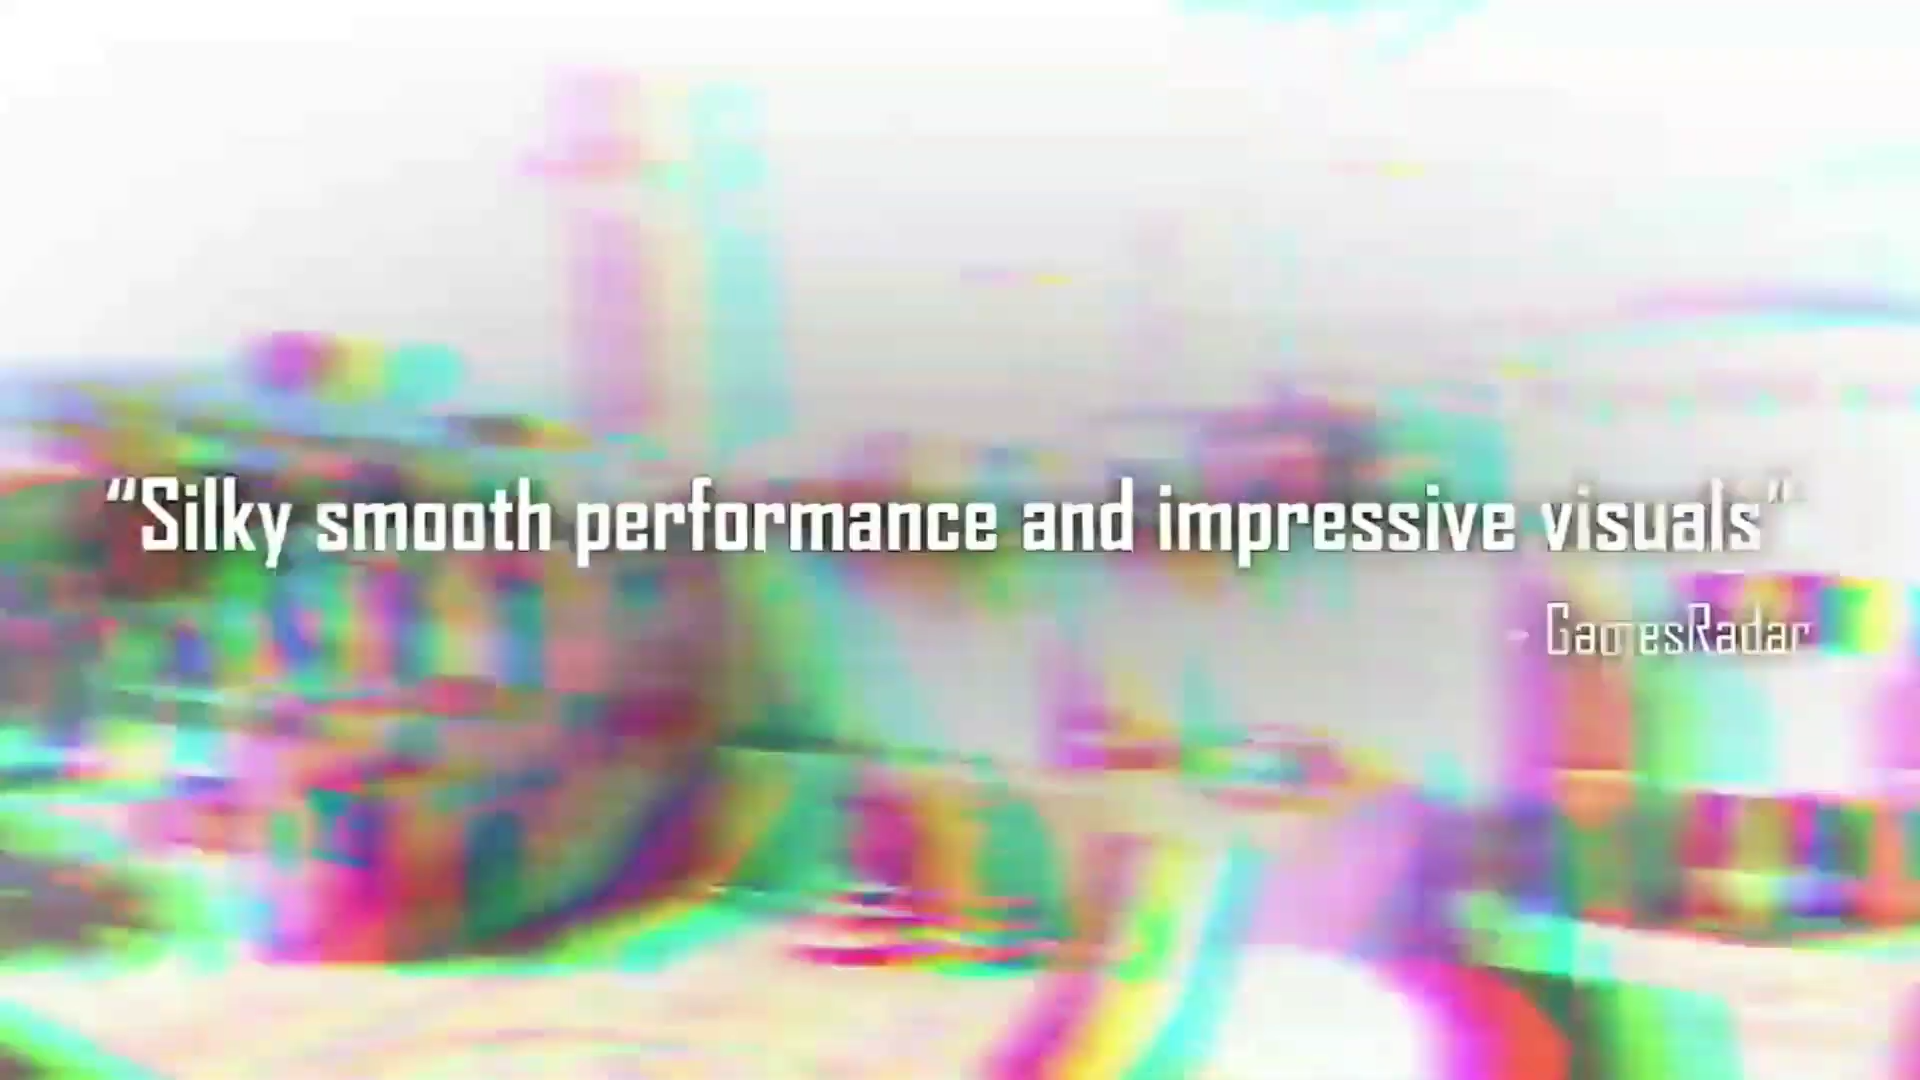 “Silky smooth performance and impressive visuals”
- GamesRadar